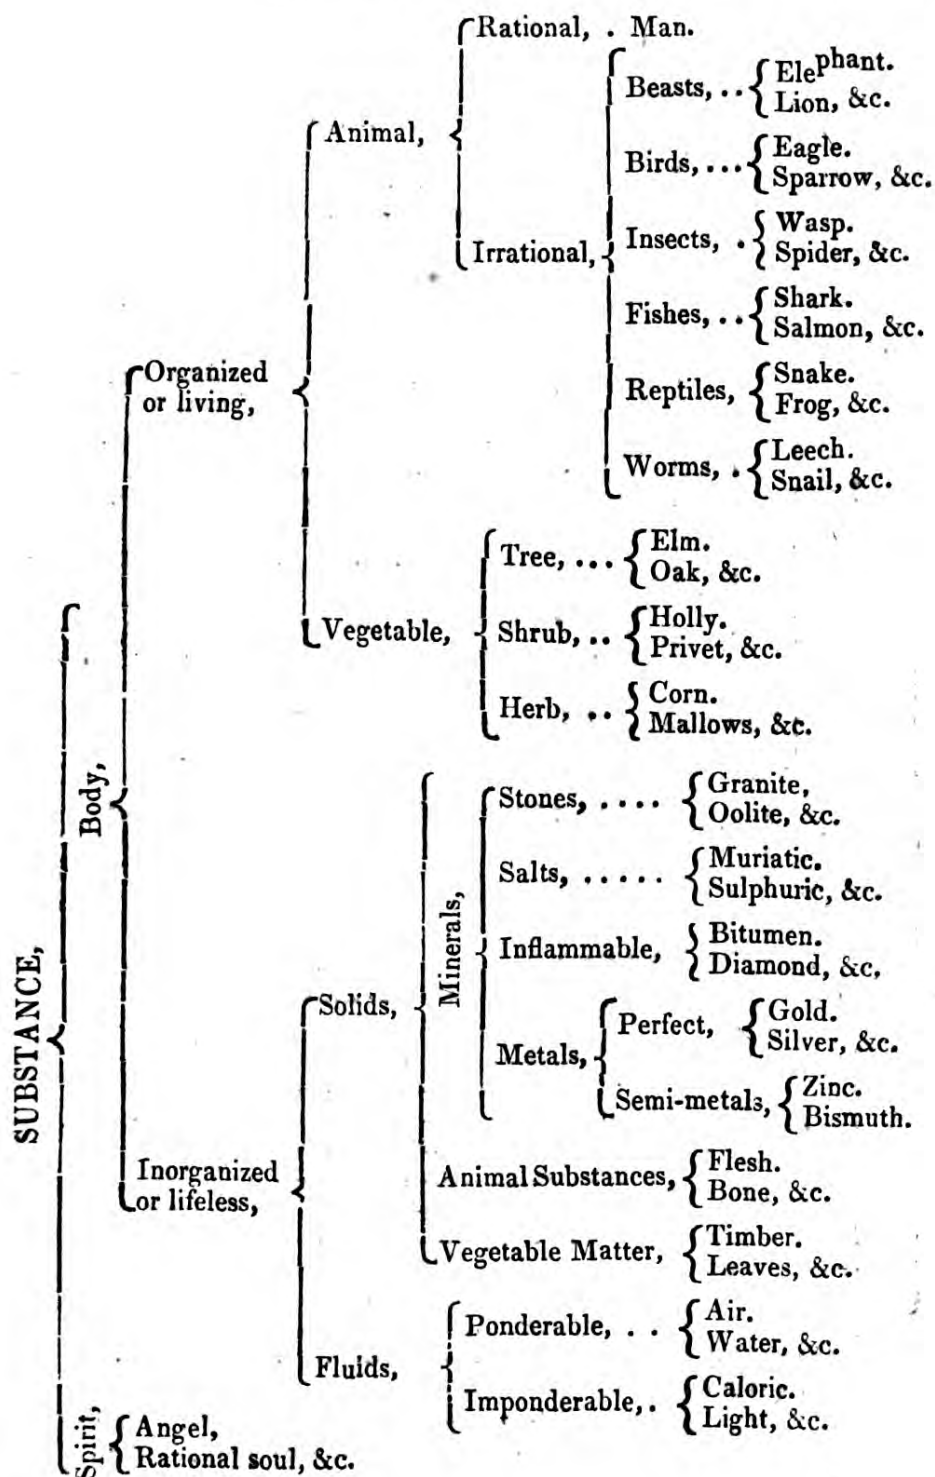 SUBSTANCE,
Body,
Organized
or living,
Animal,
Rational, . Man.
Irrational,
Beasts, ..
Elephant.
Lion, &c.
Birds, ...
Eagle.
Sparrow, &c.
Insects, .
Wasp.
Spider, &c.
Fishes, ..
Shark.
Salmon, &c.
Reptiles,
Snake.
Frog, &c.
Worms, .
Leech.
Snail, &c.
Vegetable,
Tree, ...
Elm.
Oak, &c.
Shrub, ..
Holly.
Privet, &c.
Herb, ..
Corn.
Mallows, &c.
Inorganized
or lifeless,
Solids,
Minerals,
Stones, ....
Granite,
Oolite, &c.
Salts, .....
Muriatic.
Sulphuric, &c.
Inflammable,
Bitumen.
Diamond, &c,
Metals,
Perfect,
Gold.
Silver, &c.
Semi-metals,
Zinc.
Bismuth.
Animal Substances,
Flesh.
Bone, &c.
Vegetable Matter,
Timber.
Leaves, &c.
Fluids,
Ponderable, . ..
Air.
Water, &c.
Imponderable,.
Caloric.
Light, &c.
Spirit,
Angel,
Rational soul, &c.